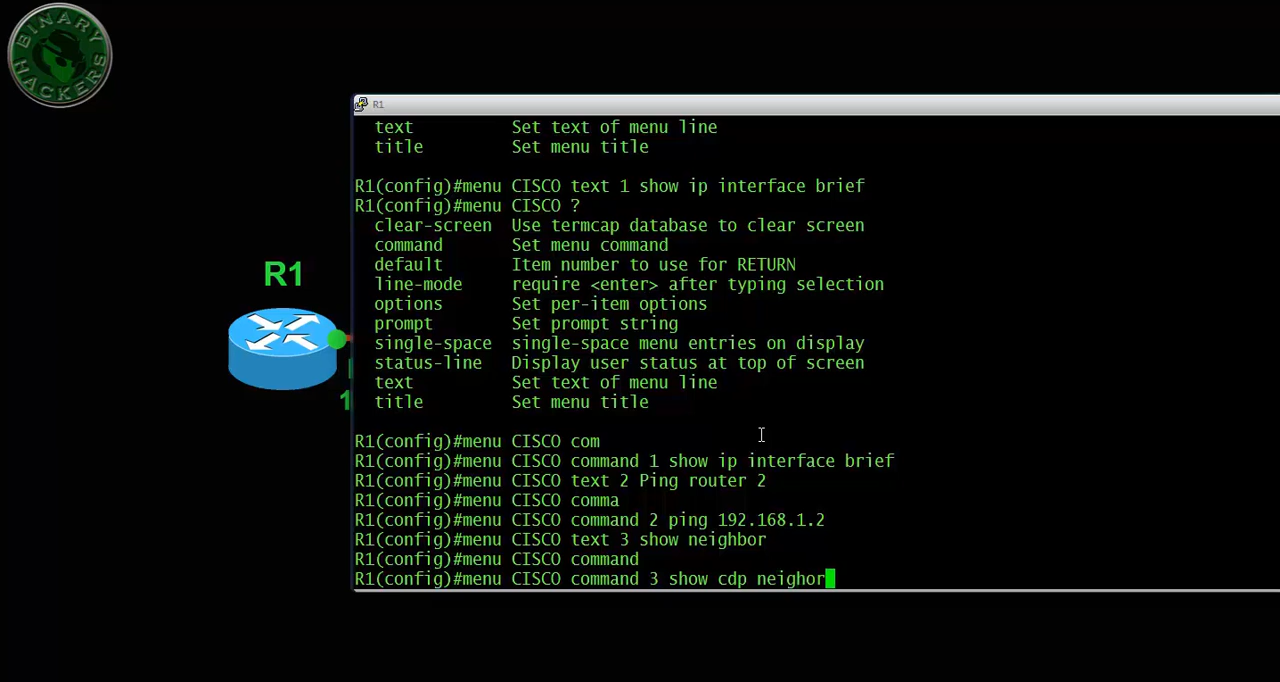 BINARY
HACKERS
R1
text Set text of menu line
title Set menu title
R1(config)#menu CISCO text 1 show ip interface brief
R1(config)#menu CISCO ?
clear-screen Use termcap database to clear screen
command Set menu command
default Item number to use for RETURN
line-mode require <enter> after typing selection
options Set per-item options
prompt Set prompt string
single-space single-space menu entries on display
status-line Display user status at top of screen
text Set text of menu line
title Set menu title
R1(config)#menu CISCO com
R1(config)#menu CISCO command 1 show ip interface brief
R1(config)#menu CISCO text 2 Ping router 2
R1(config)#menu CISCO comma
R1(config)#menu CISCO command 2 ping 192.168.1.2
R1(config)#menu CISCO text 3 show neighbor
R1(config)#menu CISCO command
R1(config)#menu CISCO command 3 show cdp neighor
R1
1